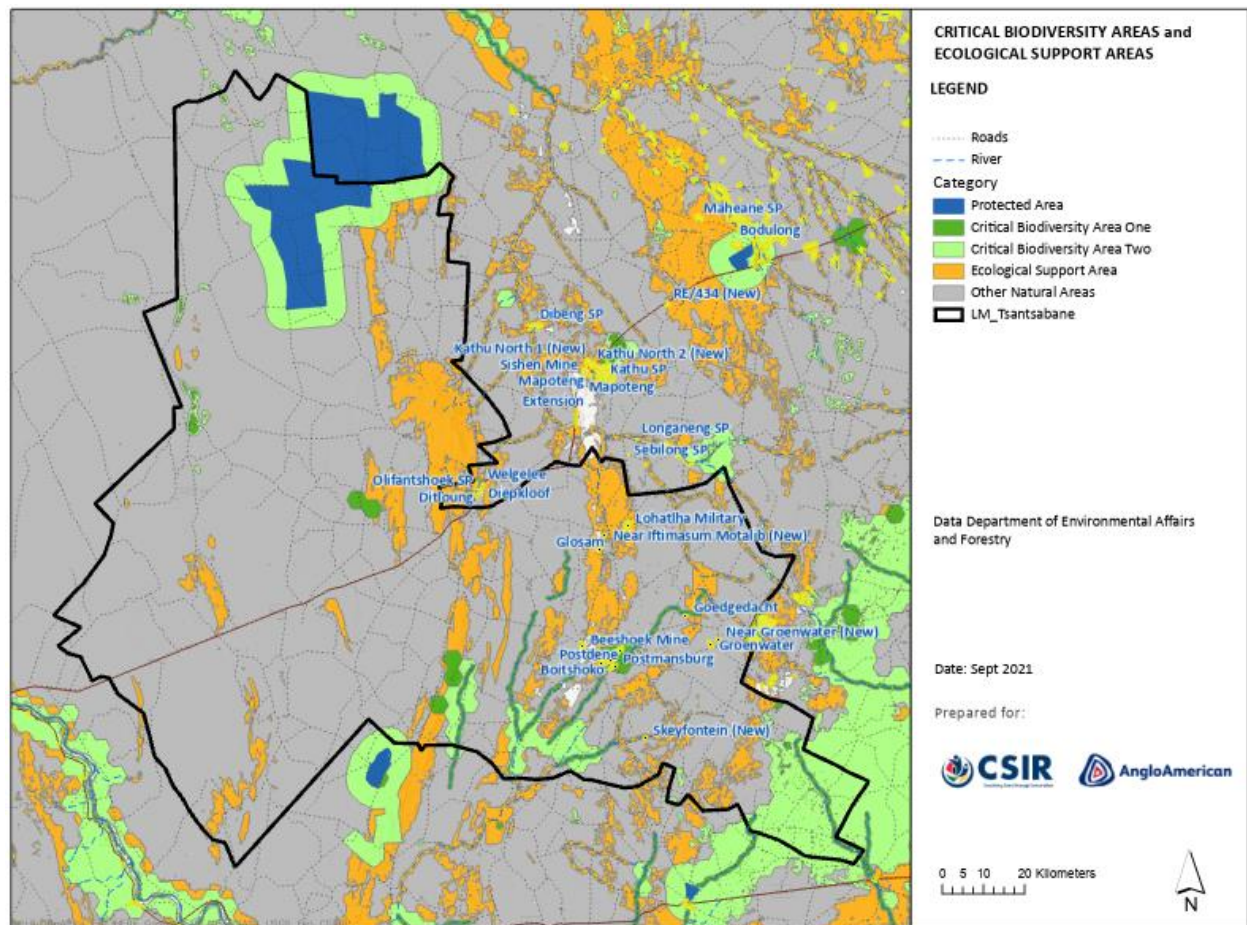 CRITICAL BIODIVERSITY AREAS and
ECOLOGICAL SUPPORT AREAS
LEGEND
Roads
River
Category
Protected Area
Critical Biodiversity Area One
Critical Biodiversity Area Two
Ecological Support Area
Other Natural Areas
LM_Tsantsabane
Maheane SP
Bodulong
RE/434 (New)
Dibeng SP
Kathu North 1 (New)
Kathu North 2 (New)
Sishen Mine
Kathu SP
Mapoteng
Mapoteng
Extension
Longaneng SP
Sebilong SP
Olifantshoek SP
Welgelee
Ditloung
Diepkloof
Lohatlha Military
Near Iftimasum Motalib (New)
Glosam
Goedgedacht
Near Groenwater (New)
Beeshoek Mine
Groenwater
Postdene
Postmansburg
Boitshoko
Skeyfontein (New)
Data Department of Environmental Affairs
and Forestry
Date: Sept 2021
Prepared for:
CSIR
AngloAmerican
0 5 10 20 Kilometers
N